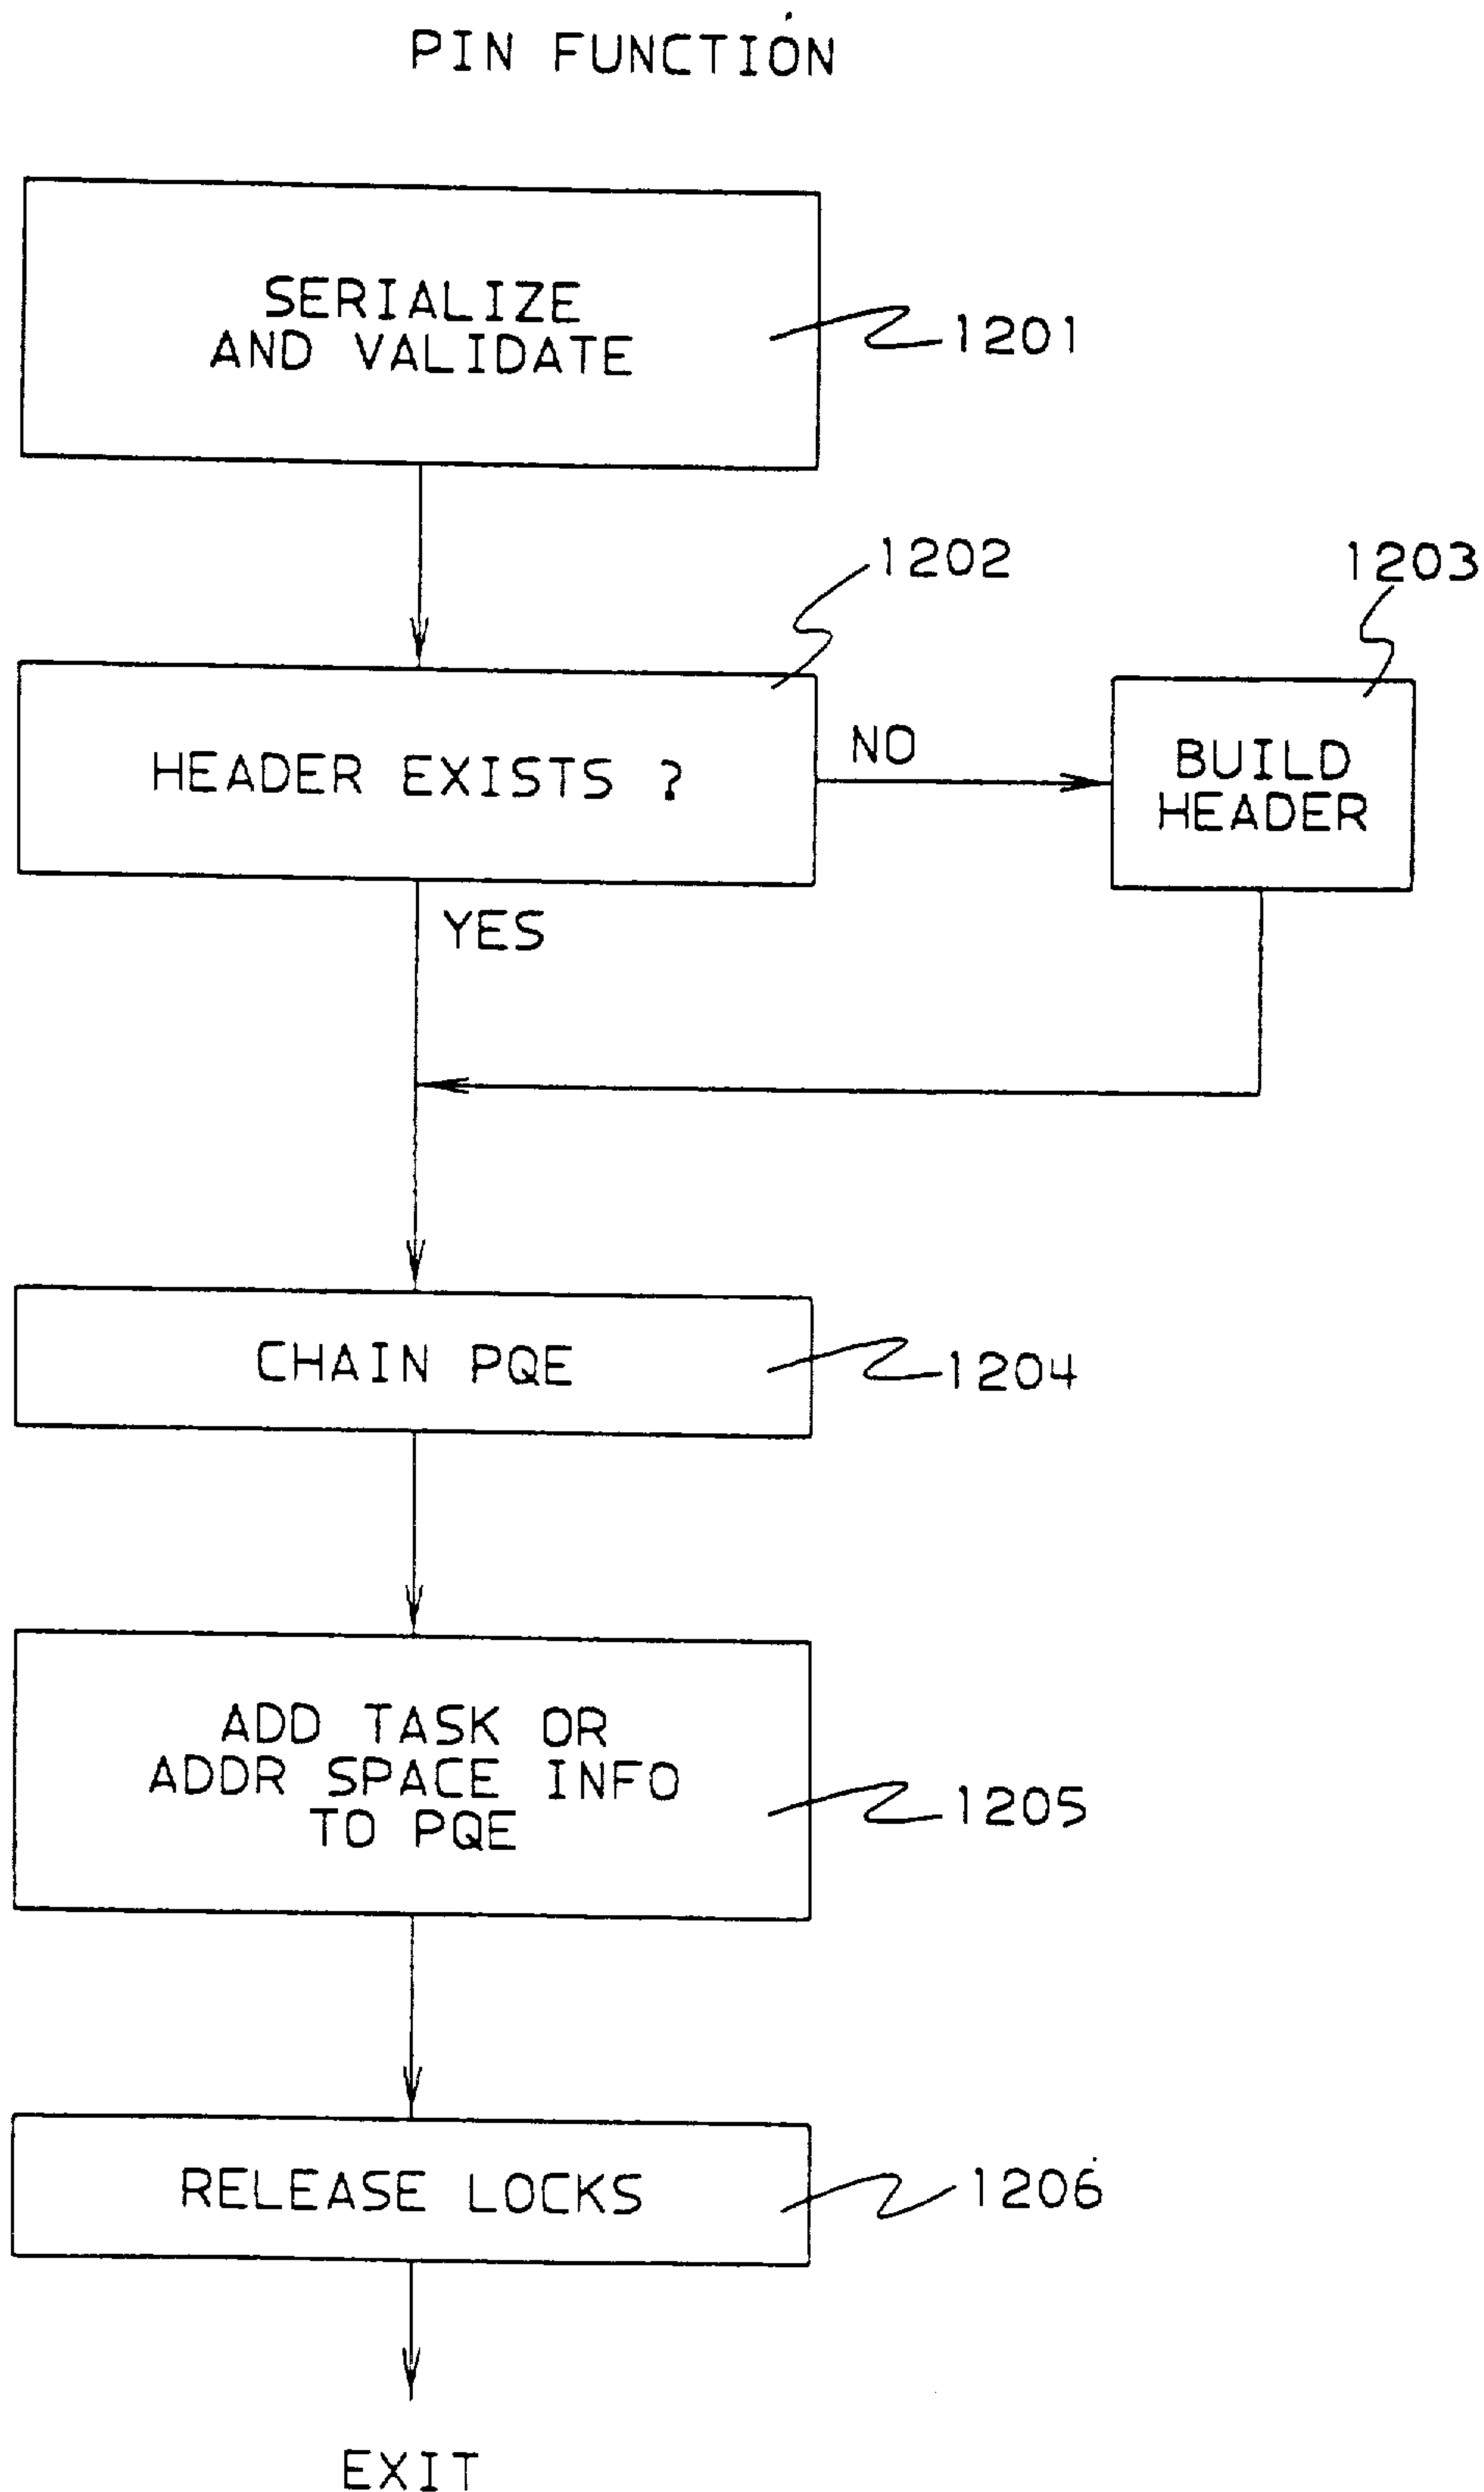 PIN FUNCTION
SERIALIZE
AND VALIDATE
1201
1202
1203
HEADER EXISTS ?
NO
BUILD
HEADER
YES
CHAIN PQE
1204
ADD TASK OR
ADDR SPACE INFO
TO PQE
1205
RELEASE LOCKS
1206
EXIT